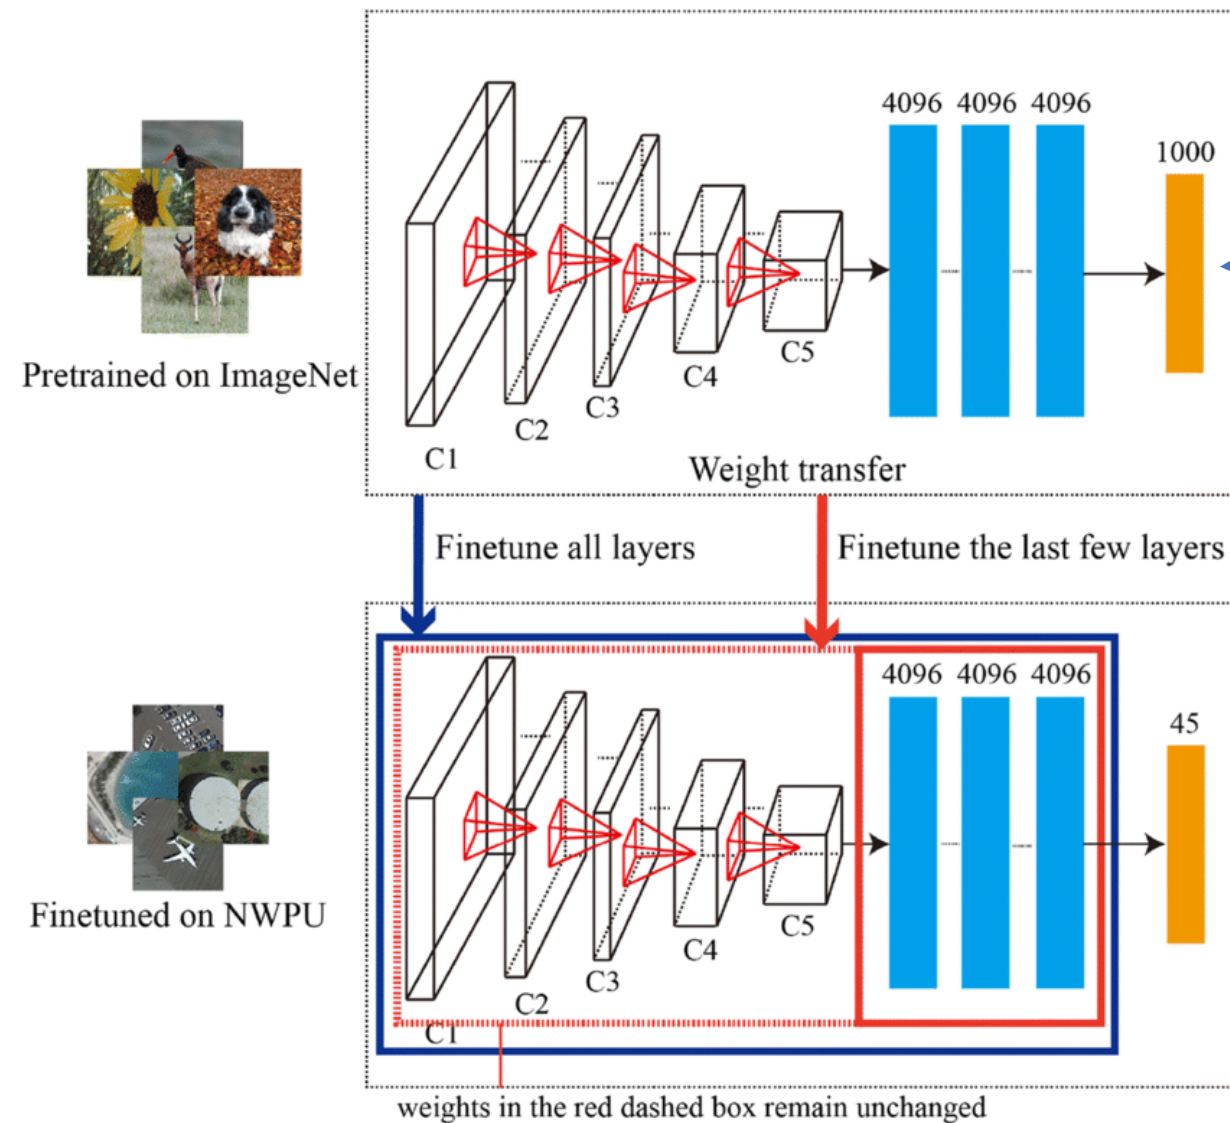 4096 4096 4096
1000
Pretrained on ImageNet
C1
C2
C3
C4
C5
Weight transfer
Finetune all layers
Finetune the last few layers
4096 4096 4096
45
Finetuned on NWPU
C1
C2
C3
C4
C5
weights in the red dashed box remain unchanged